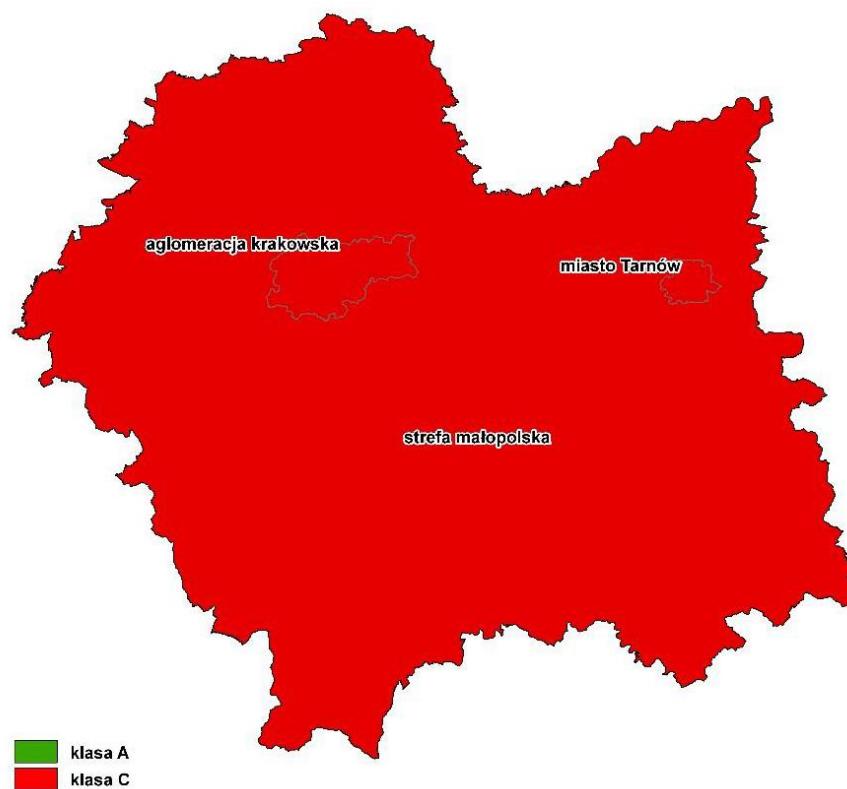 aglomeracja krakowska
miasto Tarnów
strefa małopolska
klasa A
klasa C